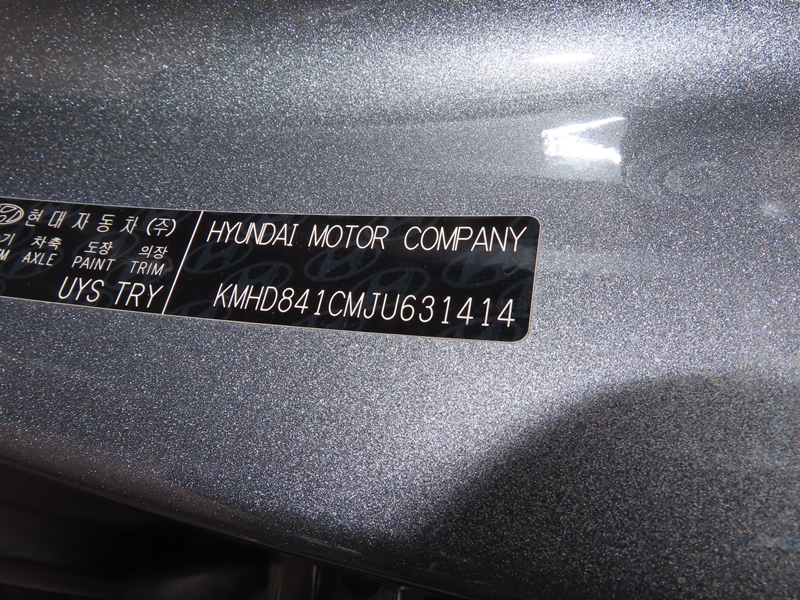 현대자동차(주)
기 차축 도장 의장
AXLE PAINT TRIM
UYS TRY
HYUNDAI MOTOR COMPANY
KMHD841CMJU631414